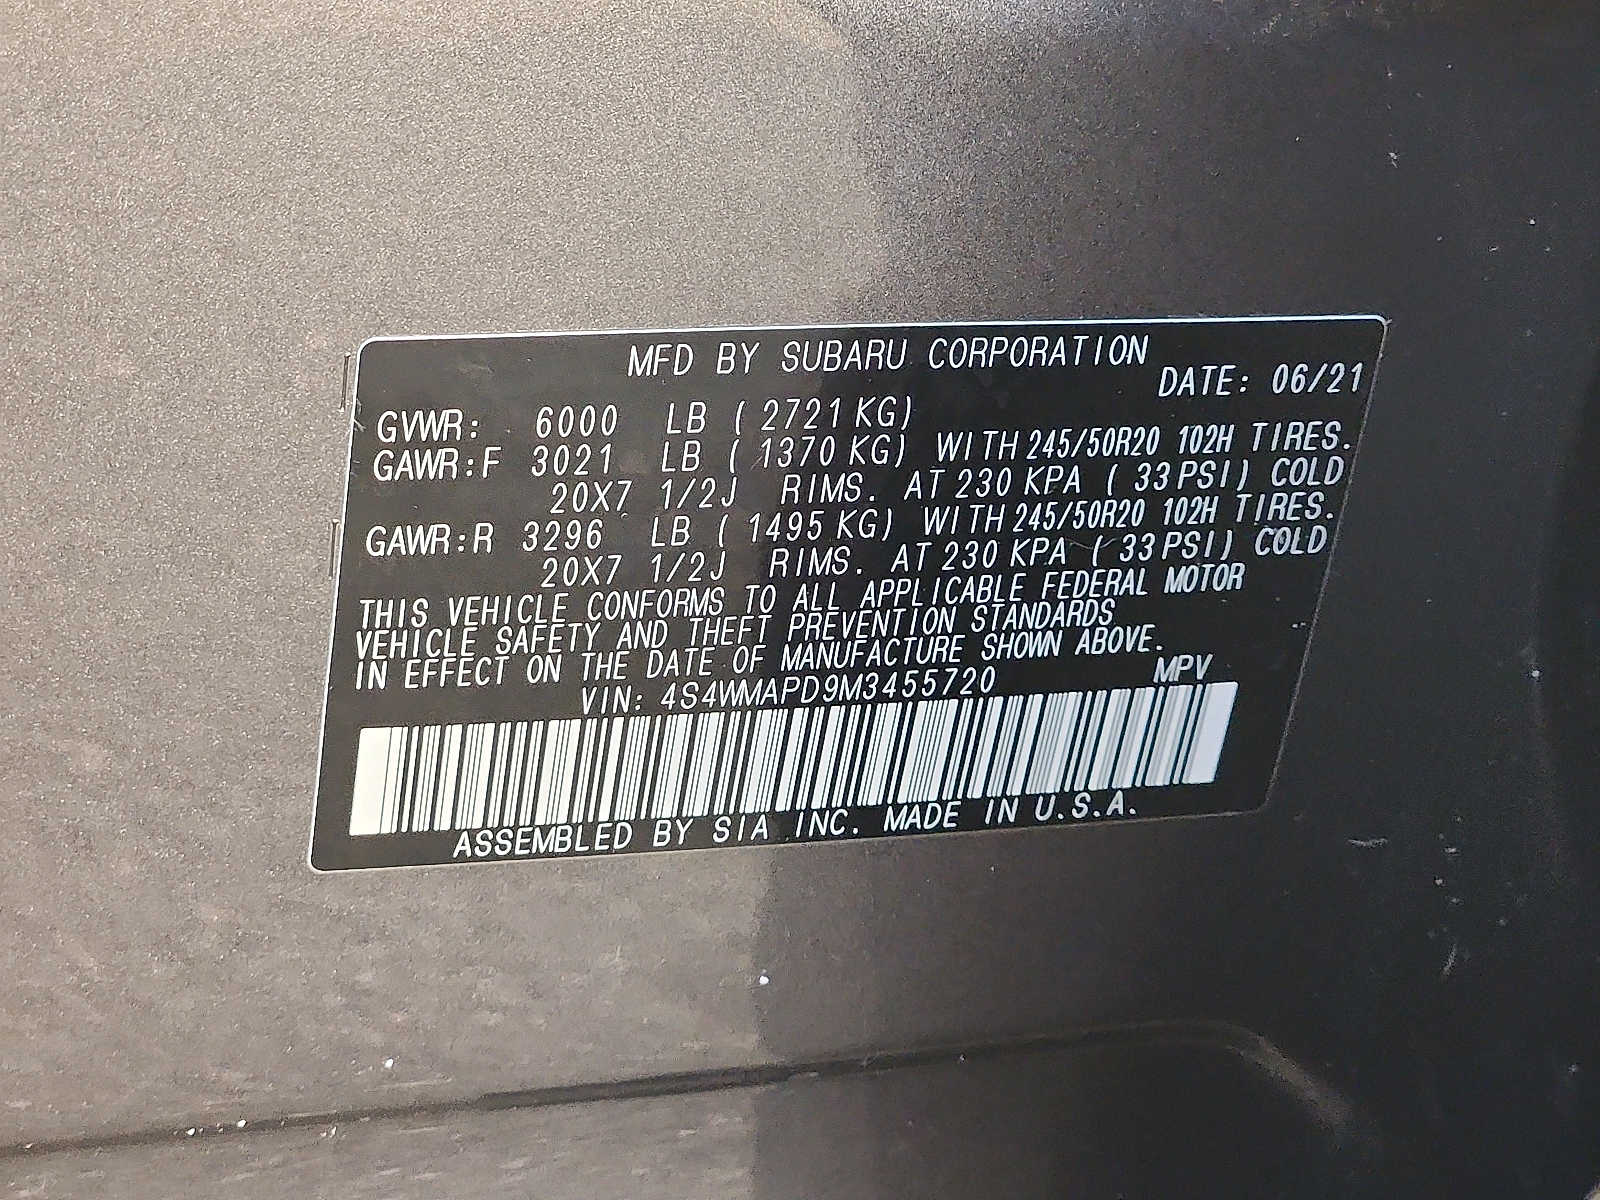 MFD BY SUBARU CORPORATION
DATE: 06/21
GVWR: 6000 LB ( 2721 KG)
GAWR:F 3021 LB ( 1370 KG) WITH 245/50R20 102H TIRES.
20X7 1/2J RIMS. AT 230 KPA ( 33 PSI) COLD
GAWR:R 3296 LB ( 1495 KG) WITH 245/50R20 102H TIRES.
20X7 1/2J RIMS. AT 230 KPA ( 33 PSI) COLD
THIS VEHICLE CONFORMS TO ALL APPLICABLE FEDERAL MOTOR
VEHICLE SAFETY AND THEFT PREVENTION STANDARDS
IN EFFECT ON THE DATE OF MANUFACTURE SHOWN ABOVE.
VIN: 4S4WMAPD9M3455720 MPV
ASSEMBLED BY SIA INC. MADE IN U.S.A.